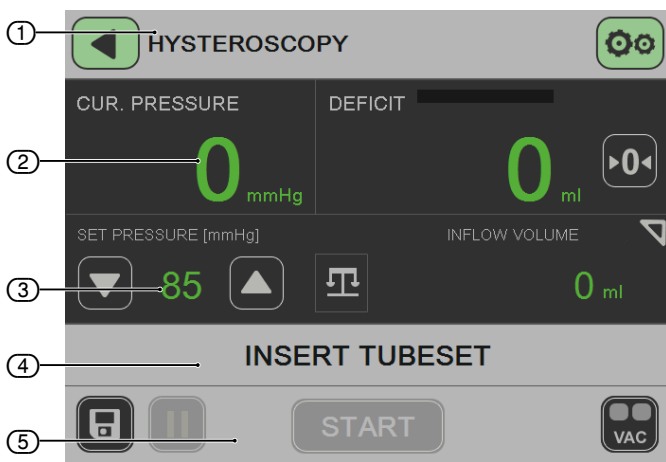 1
HYSTEROSCOPY
CUR. PRESSURE
DEFICIT
2
0 mmHg
0 ml
0
SET PRESSURE [mmHg]
INFLOW VOLUME
3
85
0 ml
4
INSERT TUBESET
5
START
VAC